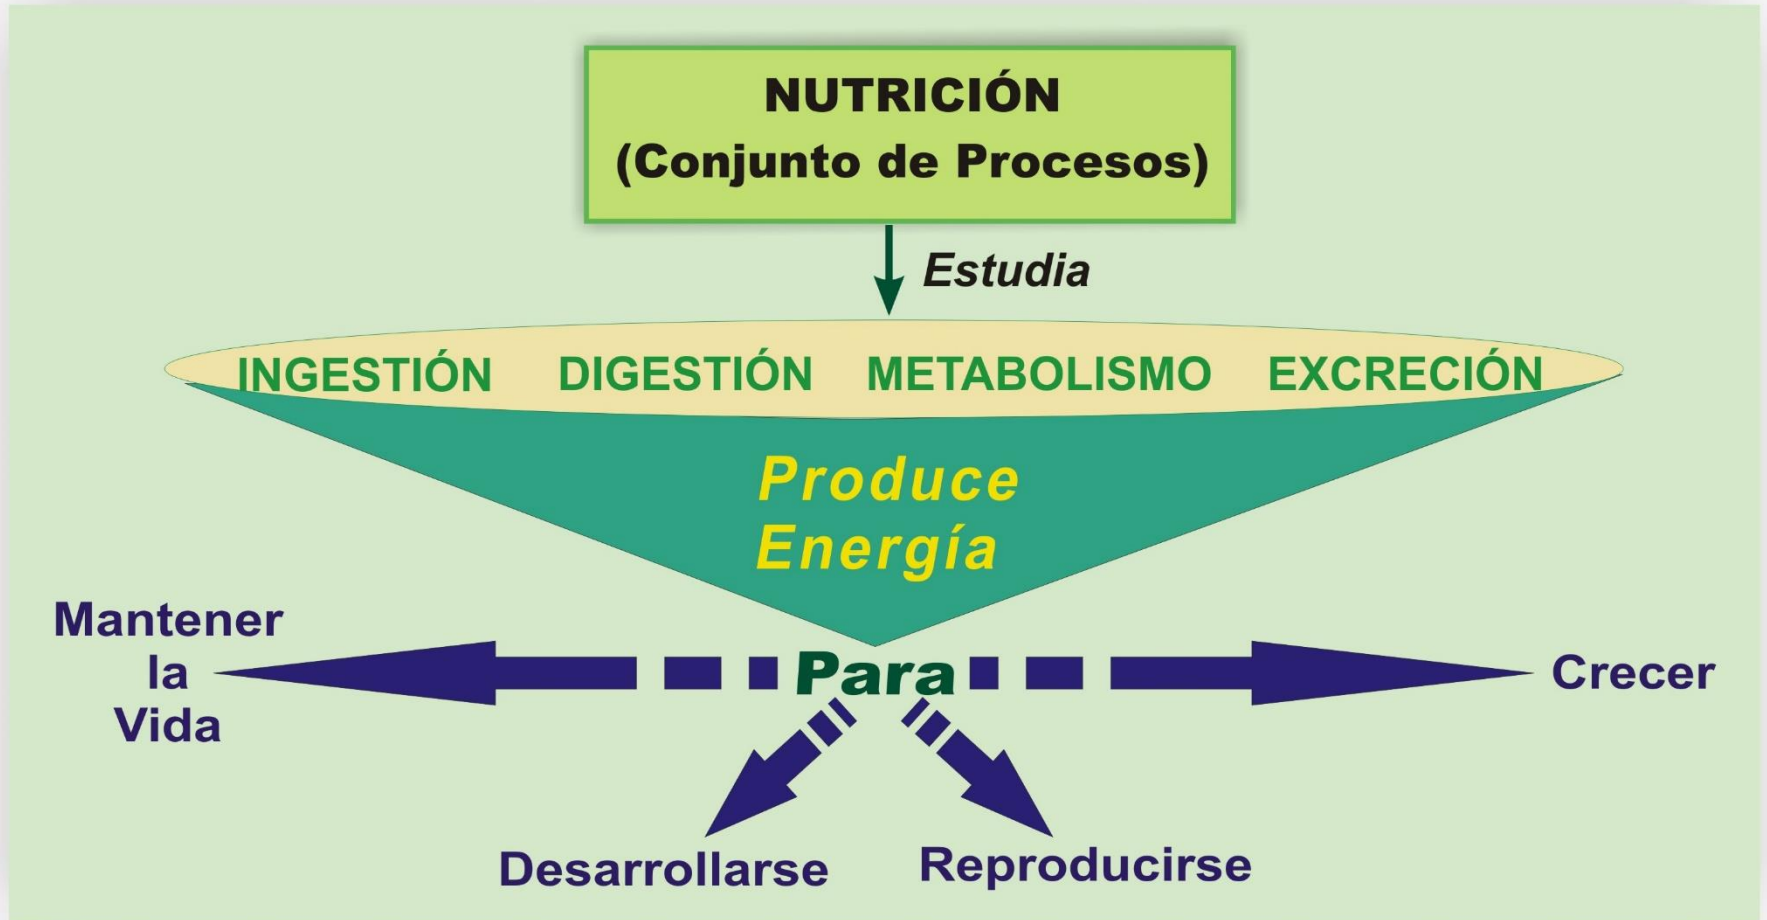 NUTRICIÓN
(Conjunto de Procesos)
Estudia
INGESTIÓN DIGESTIÓN METABOLISMO EXCRECIÓN
Produce
Energía
Para
Mantener
la
Vida
Crecer
Desarrollarse
Reproducirse